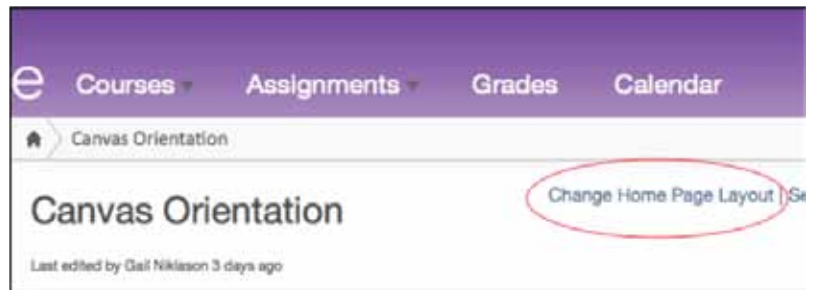 e Courses Assignments Grades Calendar
Canvas Orientation
Change Home Page Layout | Se
Canvas Orientation
Last edited by Gail Niklason 3 days ago